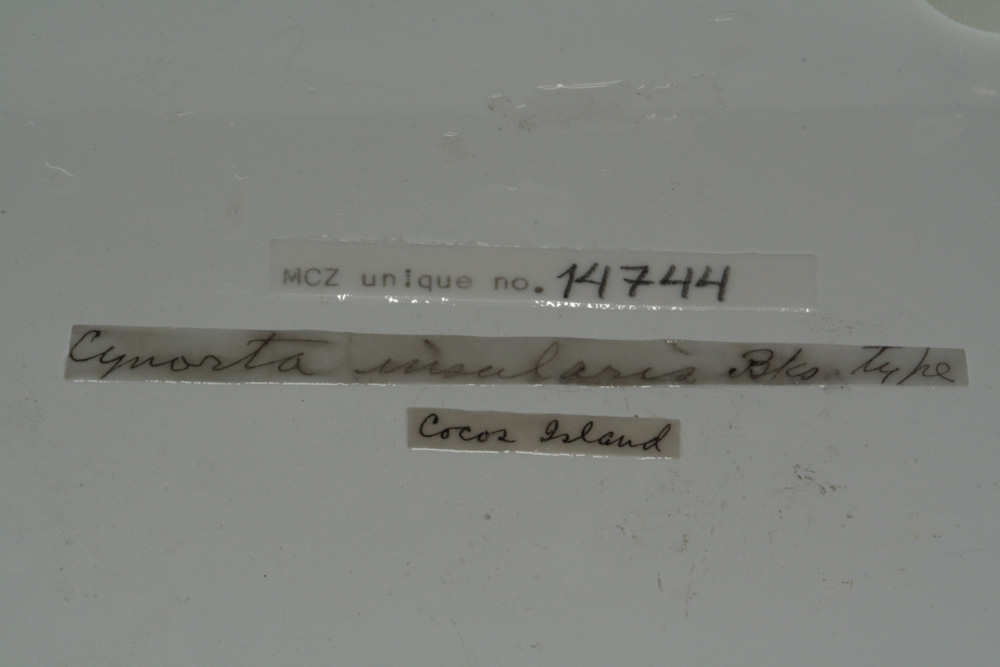 MCZ unique no. 14744
Cynorta insularis Bks. type
Cocos Island